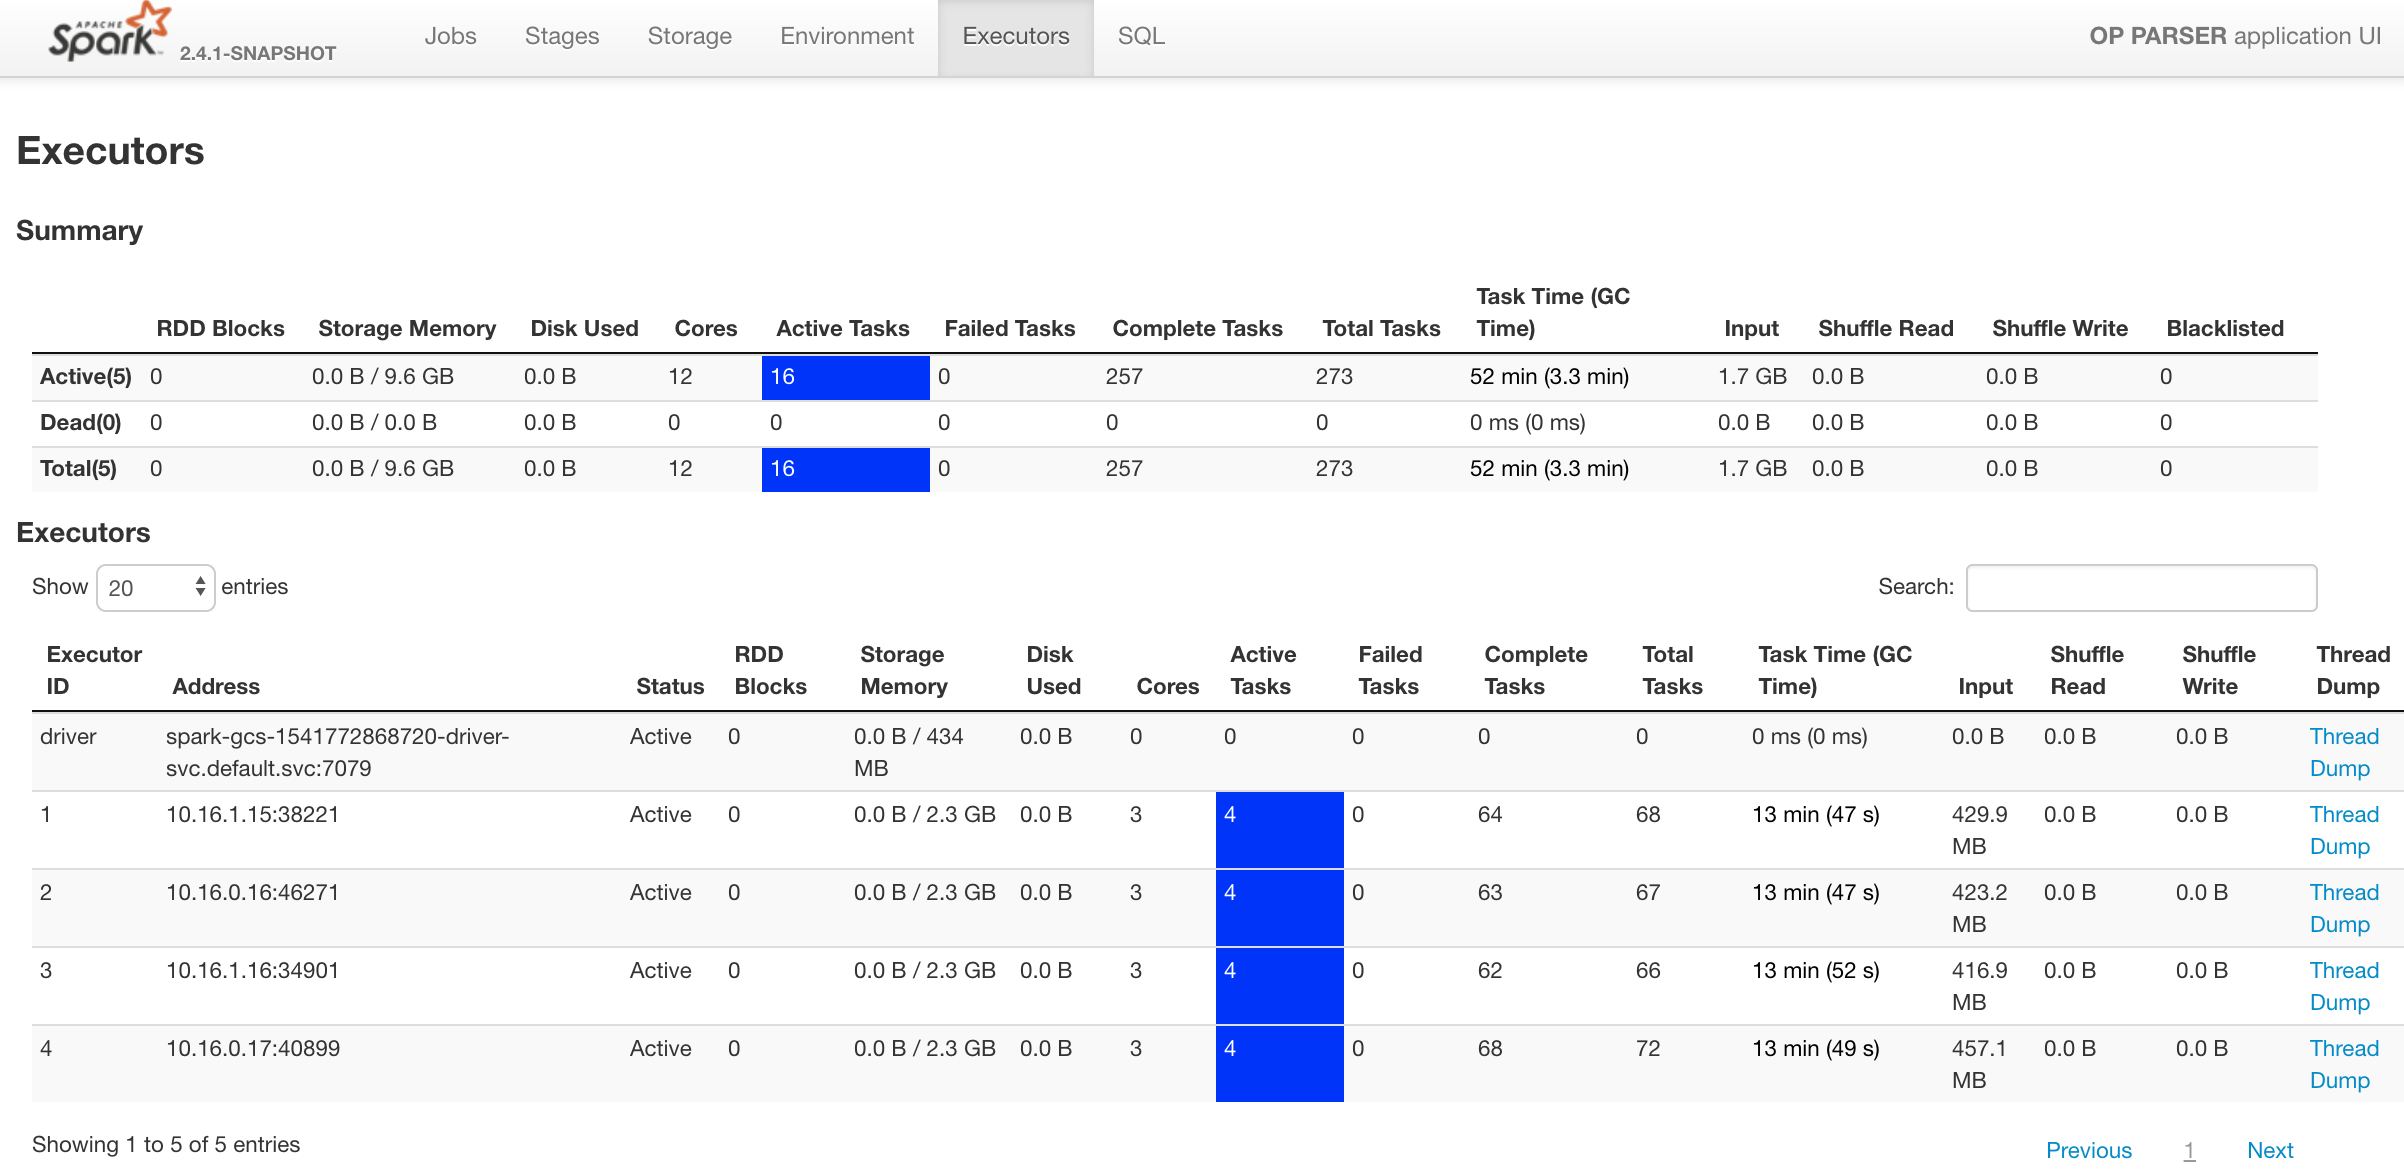 APACHE
Spark 2.4.1-SNAPSHOT Jobs Stages Storage Environment Executors SQL OP PARSER application UI
Executors
Summary
RDD Blocks Storage Memory Disk Used Cores Active Tasks Failed Tasks Complete Tasks Total Tasks Task Time (GC Time) Input Shuffle Read Shuffle Write Blacklisted
Active(5) 0 0.0 B / 9.6 GB 0.0 B 12 16 0 257 273 52 min (3.3 min) 1.7 GB 0.0 B 0.0 B 0
Dead(0) 0 0.0 B / 0.0 B 0.0 B 0 0 0 0 0 0 ms (0 ms) 0.0 B 0.0 B 0.0 B 0
Total(5) 0 0.0 B / 9.6 GB 0.0 B 12 16 0 257 273 52 min (3.3 min) 1.7 GB 0.0 B 0.0 B 0
Executors
Show 20 entries Search:
Executor ID Address Status RDD Blocks Storage Memory Disk Used Cores Active Tasks Failed Tasks Complete Tasks Total Tasks Task Time (GC Time) Input Shuffle Read Shuffle Write Thread Dump
driver spark-gcs-1541772868720-driver-svc.default.svc:7079 Active 0 0.0 B / 434 MB 0.0 B 0 0 0 0 0 0 ms (0 ms) 0.0 B 0.0 B 0.0 B Thread Dump
1 10.16.1.15:38221 Active 0 0.0 B / 2.3 GB 0.0 B 3 4 0 64 68 13 min (47 s) 429.9 MB 0.0 B 0.0 B Thread Dump
2 10.16.0.16:46271 Active 0 0.0 B / 2.3 GB 0.0 B 3 4 0 63 67 13 min (47 s) 423.2 MB 0.0 B 0.0 B Thread Dump
3 10.16.1.16:34901 Active 0 0.0 B / 2.3 GB 0.0 B 3 4 0 62 66 13 min (52 s) 416.9 MB 0.0 B 0.0 B Thread Dump
4 10.16.0.17:40899 Active 0 0.0 B / 2.3 GB 0.0 B 3 4 0 68 72 13 min (49 s) 457.1 MB 0.0 B 0.0 B Thread Dump
Showing 1 to 5 of 5 entries Previous 1 Next